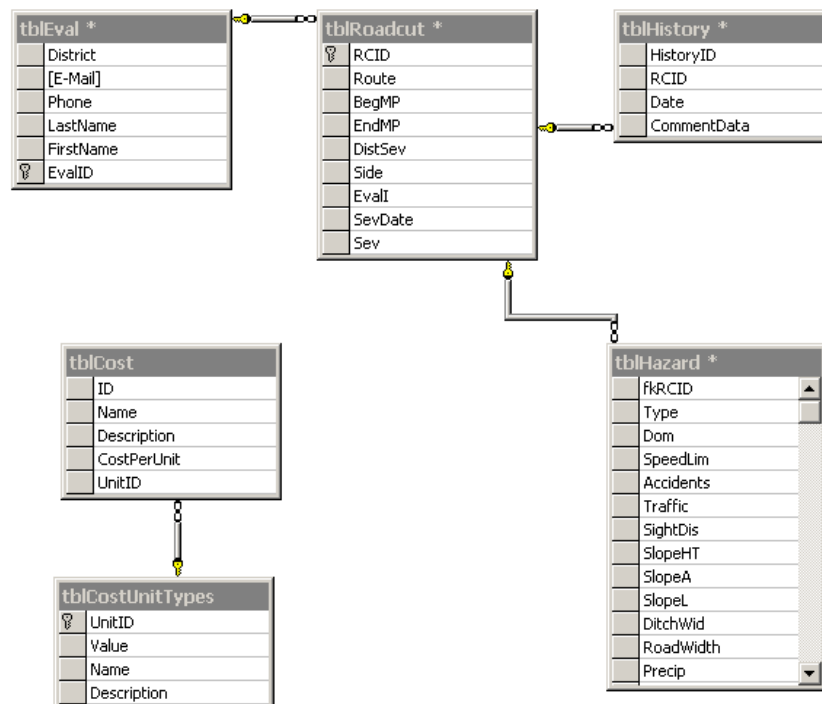 tblEval *
District
[E-Mail]
Phone
LastName
FirstName
EvalID
tblRoadcut *
RCID
Route
BegMP
EndMP
DistSev
Side
EvalI
SevDate
Sev
tblHistory *
HistoryID
RCID
Date
CommentData
tblCost
ID
Name
Description
CostPerUnit
UnitID
tblHazard *
fkRCID
Type
Dom
SpeedLim
Accidents
Traffic
SightDis
SlopeHT
SlopeA
SlopeL
DitchWid
RoadWidth
Precip
tblCostUnitTypes
UnitID
Value
Name
Description